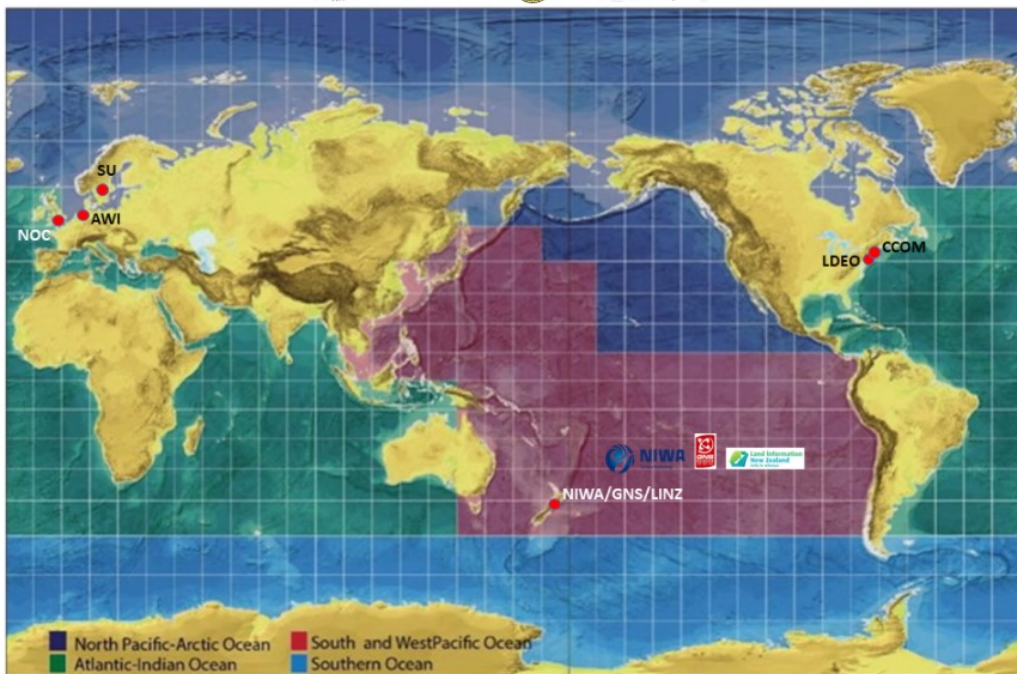 SU
AWI
NOC
CCOM
LDEO
NIWA
GNS
Land Information
New Zealand
NIWA/GNS/LINZ
North Pacific-Arctic Ocean
South and WestPacific Ocean
Atlantic-Indian Ocean
Southern Ocean